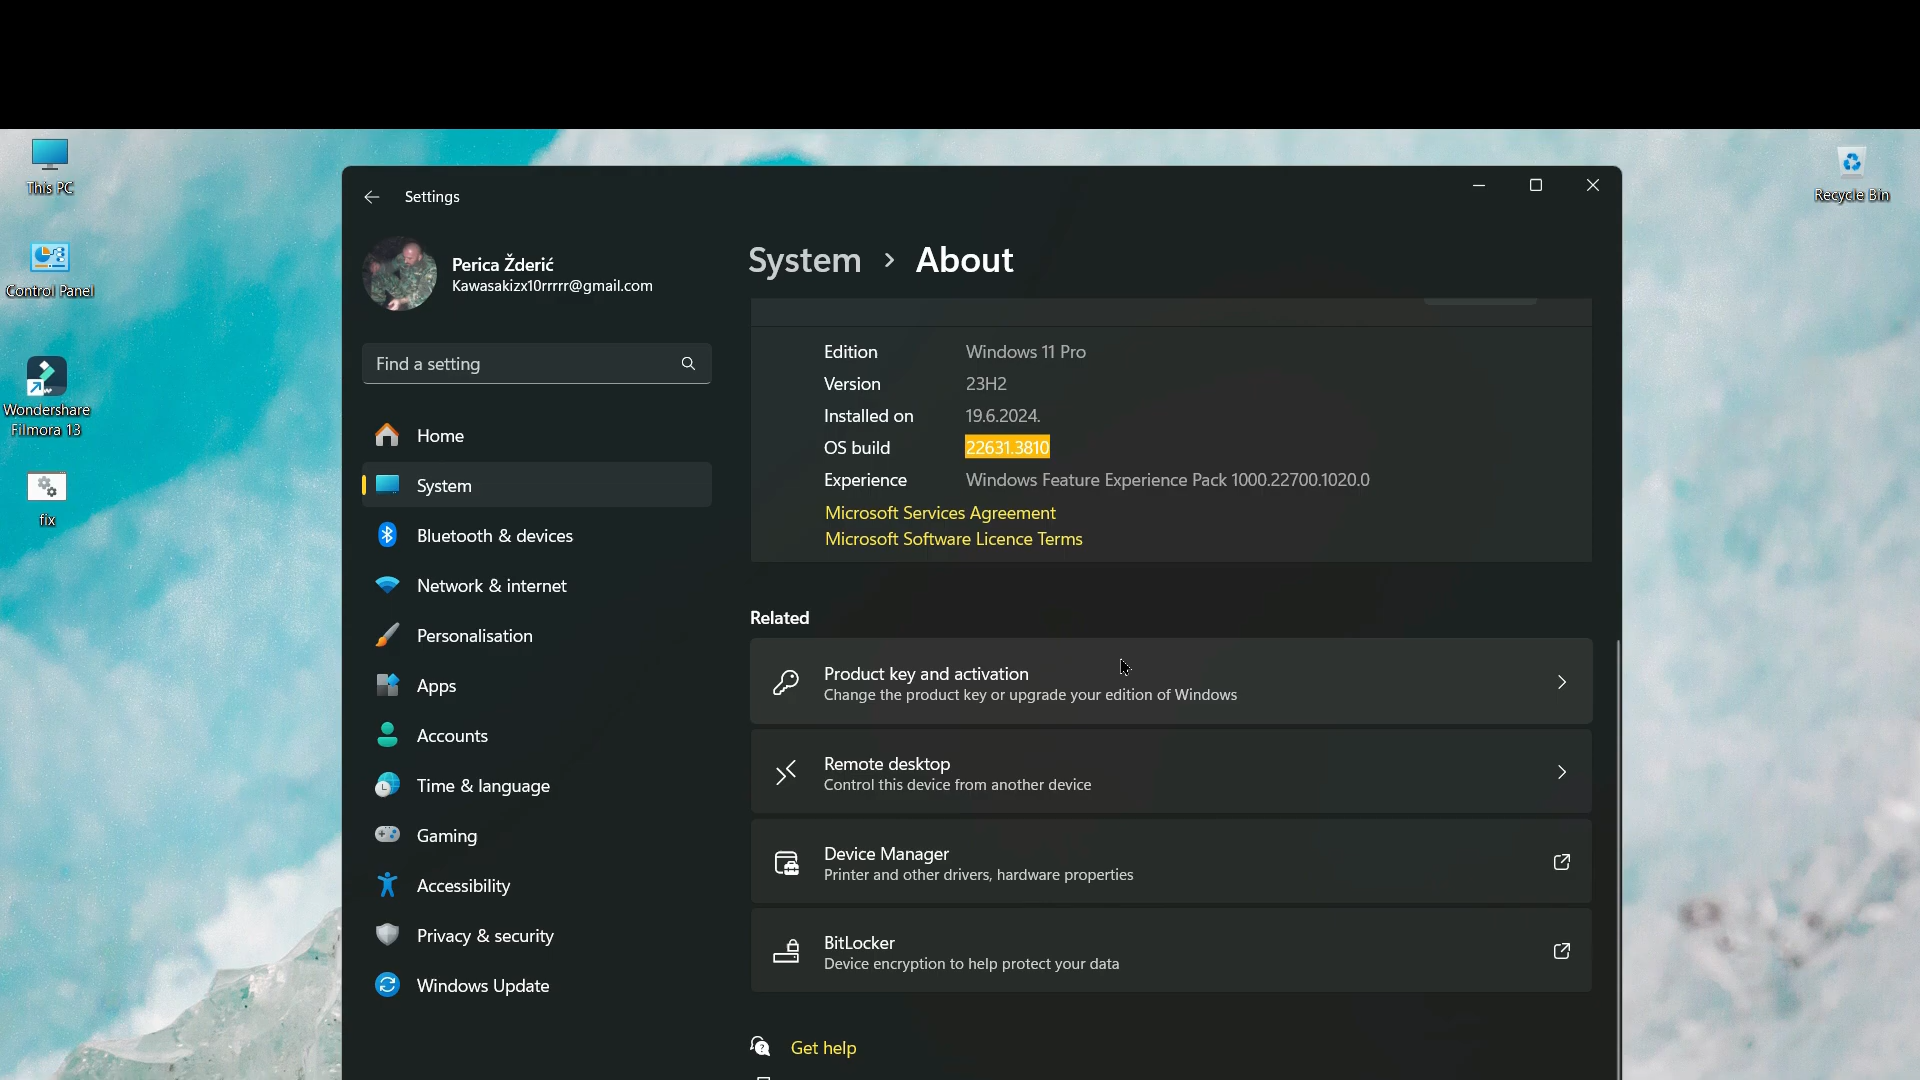 This PC
Control Panel
Wondershare
Filmora 13
fix
Recycle Bin
Settings
Perica Žderić
Kawasakizx10rrrrr@gmail.com
Find a setting
Home
System
Bluetooth & devices
Network & internet
Personalisation
Apps
Accounts
Time & language
Gaming
Accessibility
Privacy & security
Windows Update
System > About
Edition Windows 11 Pro
Version 23H2
Installed on 19.6.2024.
OS build 22631.3810
Experience Windows Feature Experience Pack 1000.22700.1020.0
Microsoft Services Agreement
Microsoft Software Licence Terms
Related
Product key and activation
Change the product key or upgrade your edition of Windows
Remote desktop
Control this device from another device
Device Manager
Printer and other drivers, hardware properties
BitLocker
Device encryption to help protect your data
Get help